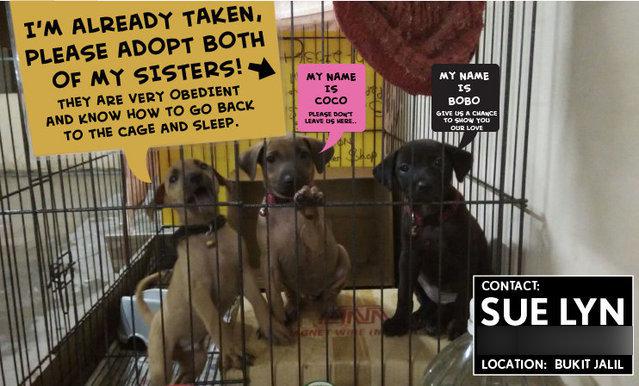 I'M ALREADY TAKEN,
PLEASE ADOPT BOTH
OF MY SISTERS!
THEY ARE VERY OBEDIENT
AND KNOW HOW TO GO BACK
TO THE CAGE AND SLEEP.
MY NAME
IS
COCO
PLEASE DON'T
LEAVE US HERE..
MY NAME
IS
BOBO
GIVE US A CHANCE
TO SHOW YOU
OUR LOVE
CONTACT:
SUE LYN
LOCATION: BUKIT JALIL